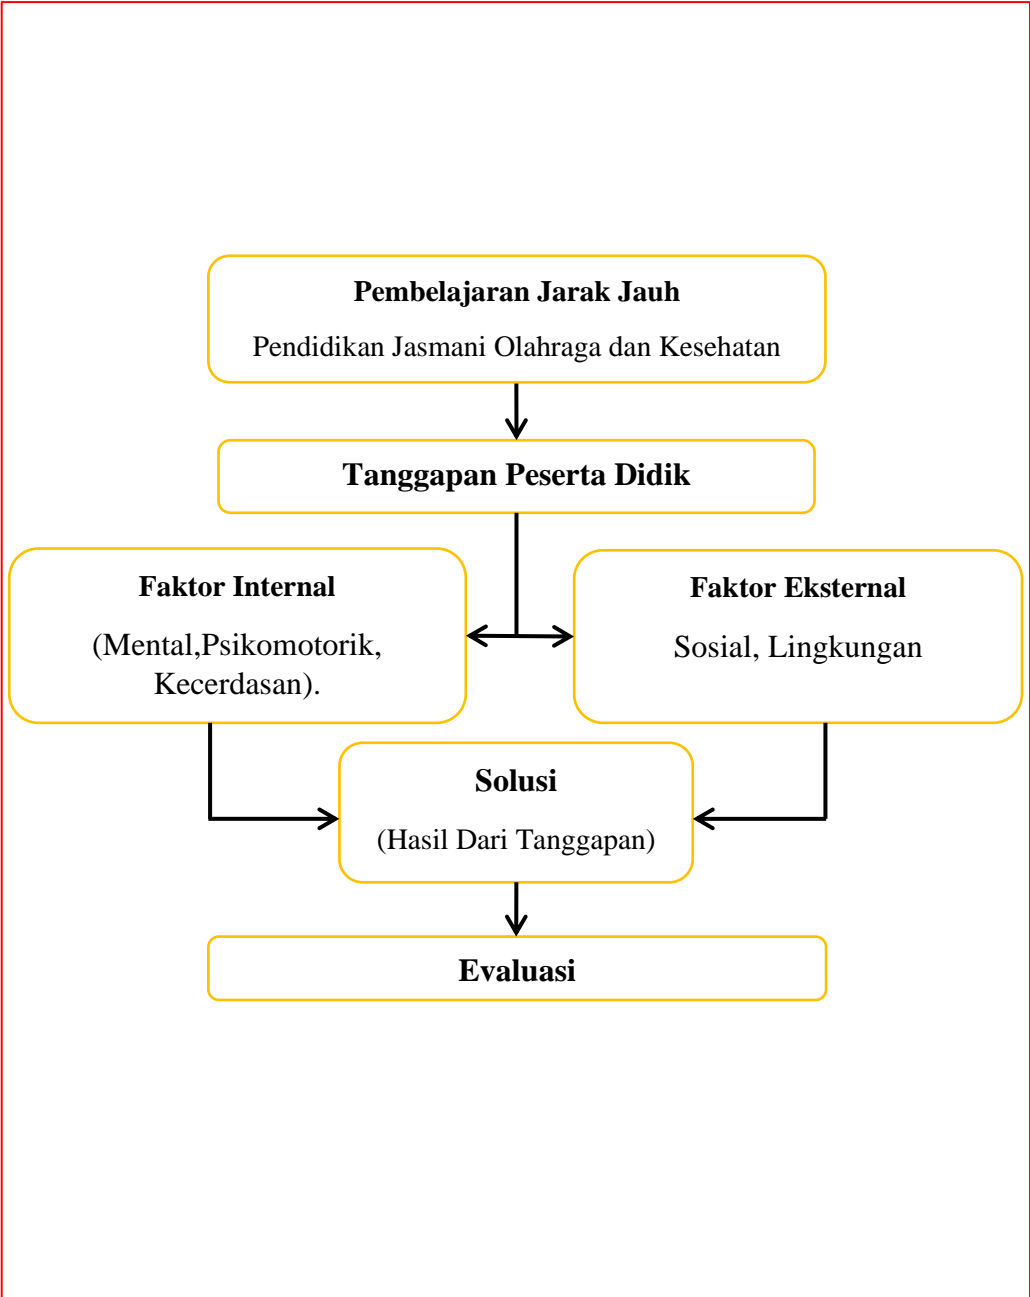 Pembelajaran Jarak Jauh
Pendidikan Jasmani Olahraga dan Kesehatan
Tanggapan Peserta Didik
Faktor Internal
(Mental,Psikomotorik,
Kecerdasan).
Faktor Eksternal
Sosial, Lingkungan
Solusi
(Hasil Dari Tanggapan)
Evaluasi